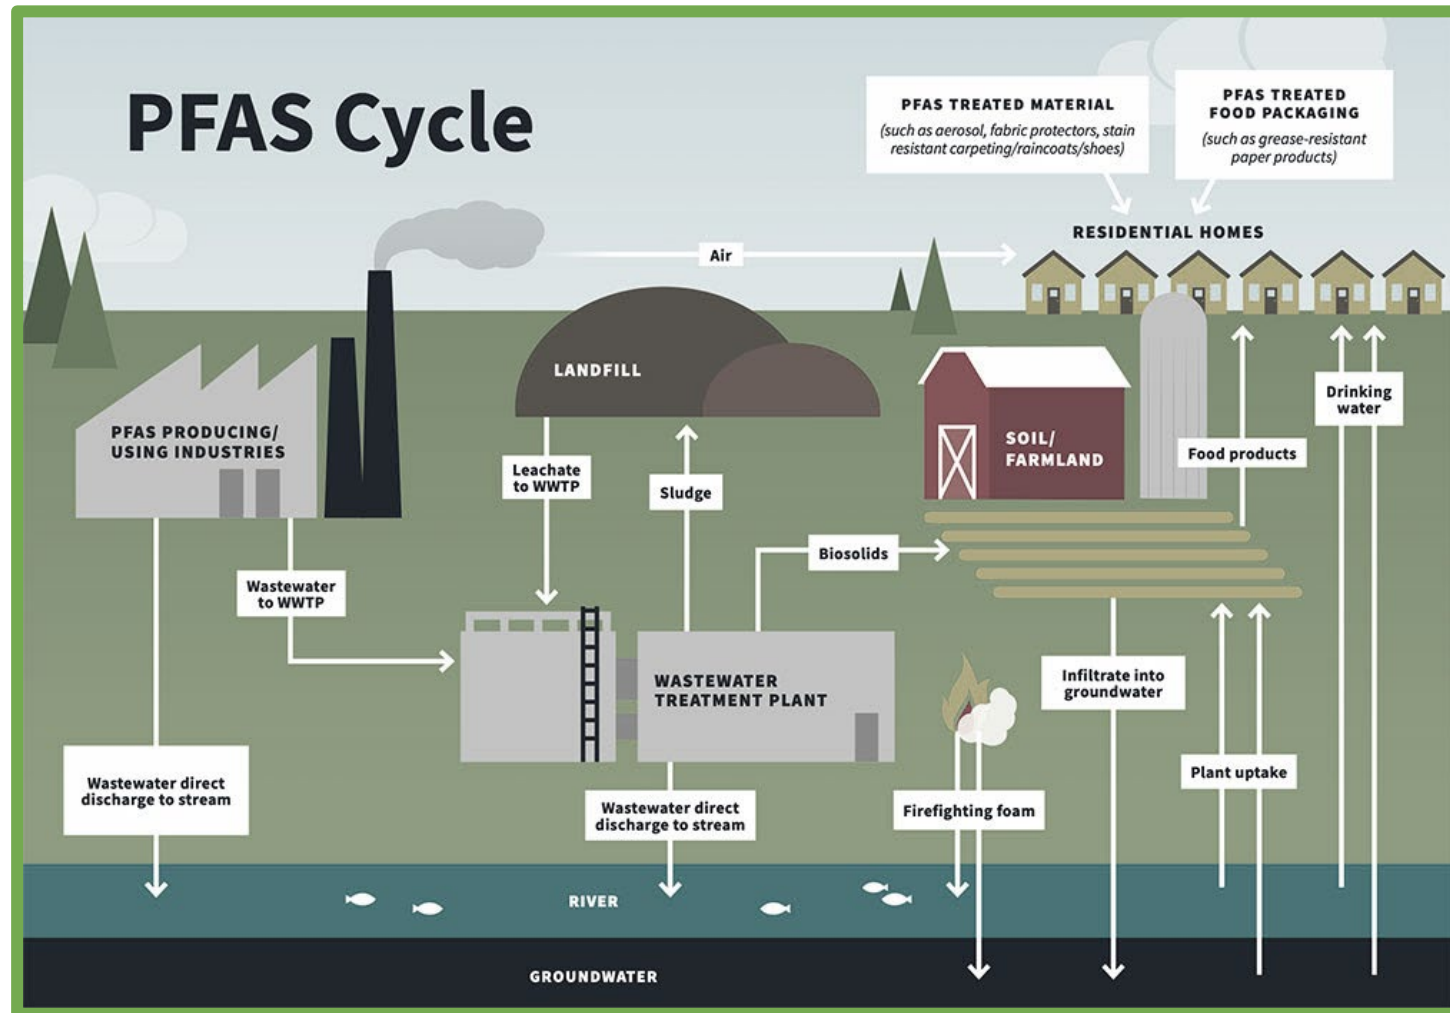 PFAS Cycle
PFAS TREATED MATERIAL
(such as aerosol, fabric protectors, stain
resistant carpeting/raincoats/shoes)
PFAS TREATED
FOOD PACKAGING
(such as grease-resistant
paper products)
RESIDENTIAL HOMES
Air
LANDFILL
PFAS PRODUCING/
USING INDUSTRIES
Leachate
to WWTP
Sludge
SOIL/
FARMLAND
Food products
Drinking
water
Biosolids
Wastewater
to WWTP
WASTEWATER
TREATMENT PLANT
Infiltrate into
groundwater
Plant uptake
Wastewater direct
discharge to stream
Wastewater direct
discharge to stream
Firefighting foam
RIVER
GROUNDWATER